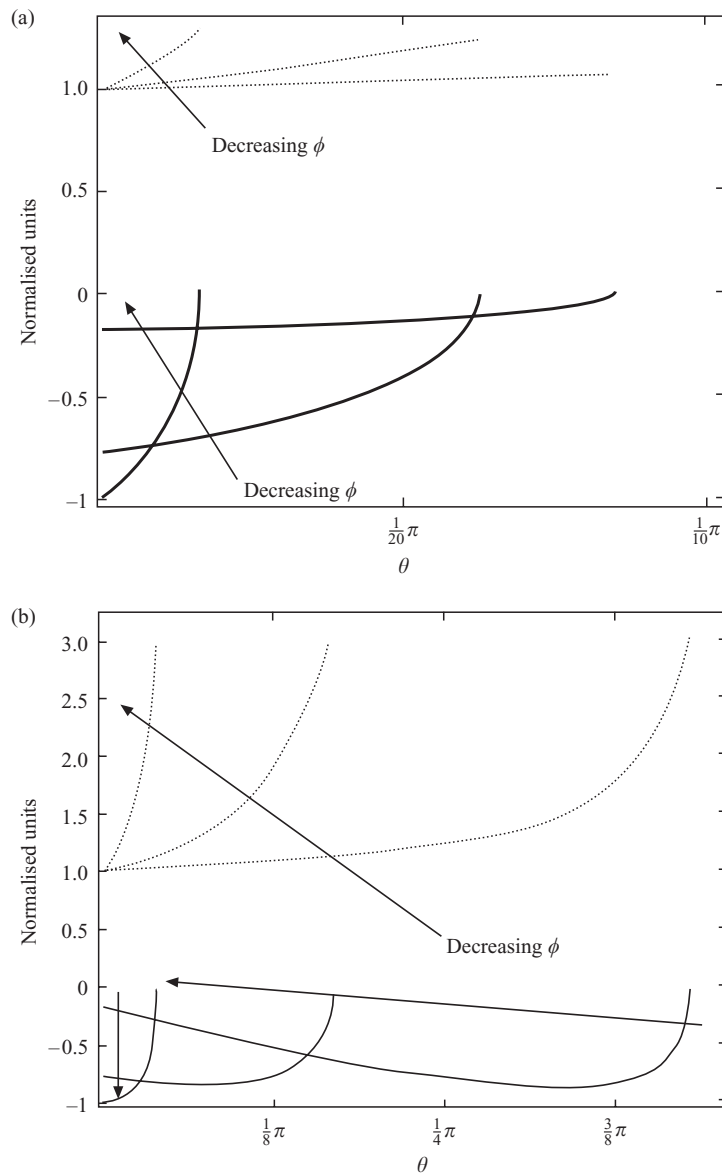 (a)
1.0
Decreasing ϕ
0.5
Normalised units
0
−0.5
Decreasing ϕ
−1
1/20 π
1/10 π
θ
(b)
3.0
2.5
2.0
1.5
Normalised units
1.0
0.5
Decreasing ϕ
0
−0.5
−1
1/8 π
1/4 π
3/8 π
θ